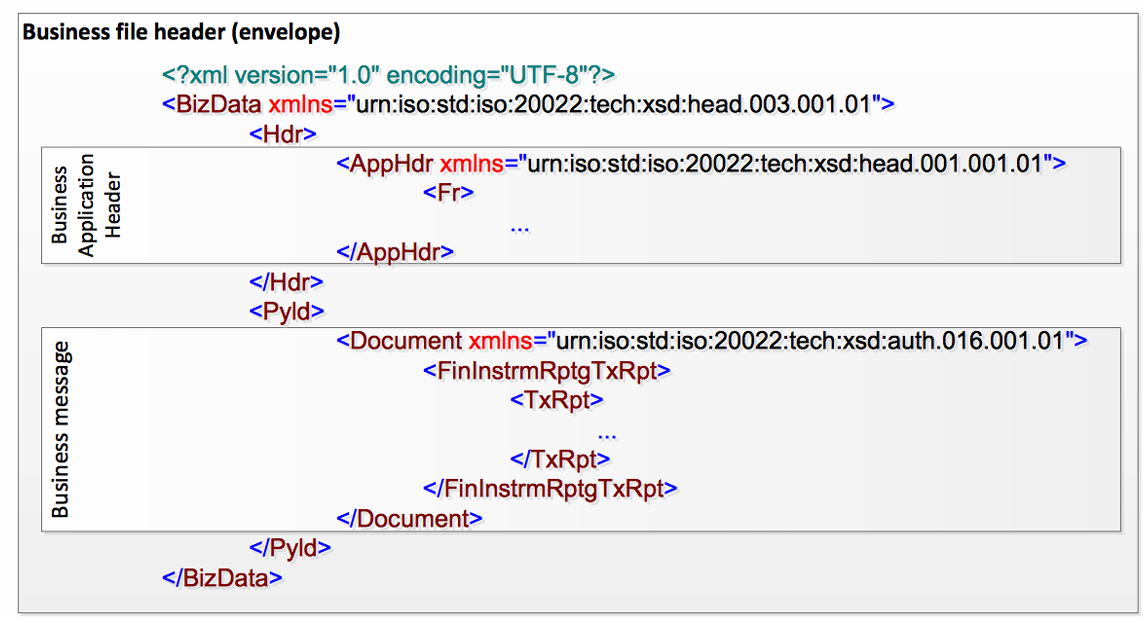 Business file header (envelope)
<?xml version="1.0" encoding="UTF-8"?>
<BizData xmlns="urn:iso:std:iso:20022:tech:xsd:head.003.001.01">
<Hdr>
Business
Application
Header
<AppHdr xmlns="urn:iso:std:iso:20022:tech:xsd:head.001.001.01">
<Fr>
...
</AppHdr>
</Hdr>
<Pyld>
Business message
<Document xmlns="urn:iso:std:iso:20022:tech:xsd:auth.016.001.01">
<FinInstrmRptgTxRpt>
<TxRpt>
...
</TxRpt>
</FinInstrmRptgTxRpt>
</Document>
</Pyld>
</BizData>